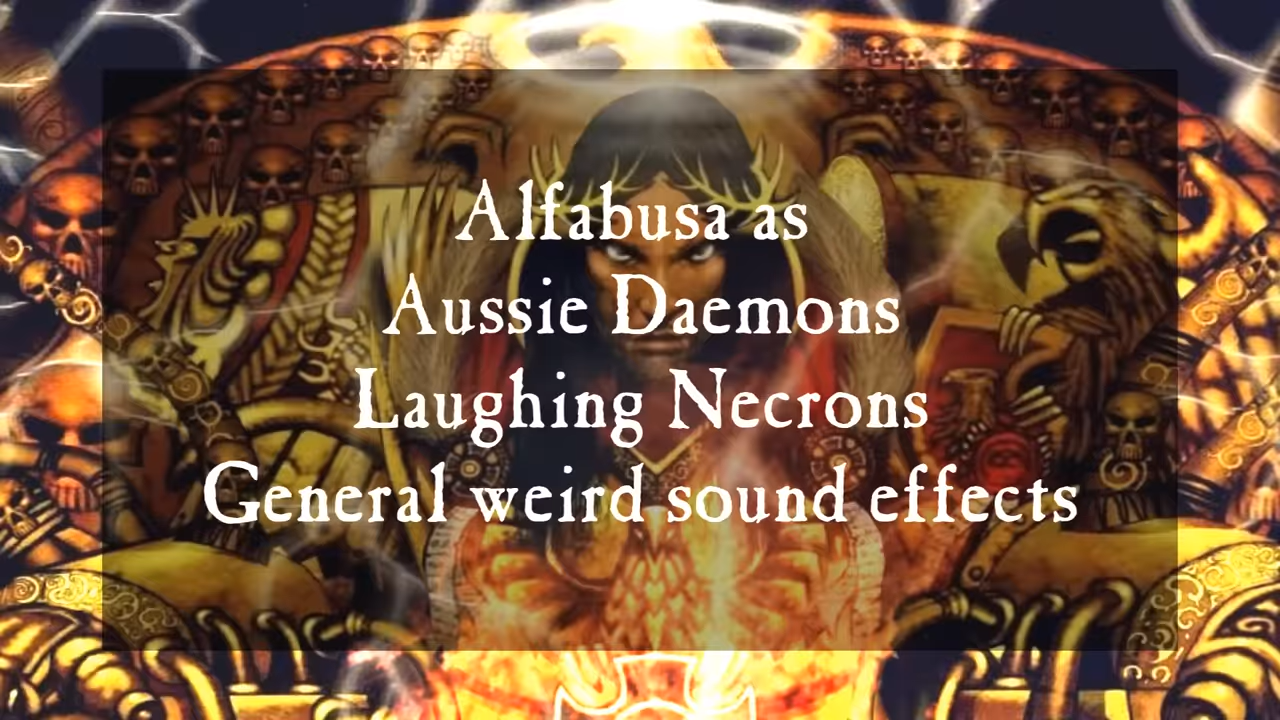 Alfabusa as
Aussie Daemons
Laughing Necrons
General weird sound effects